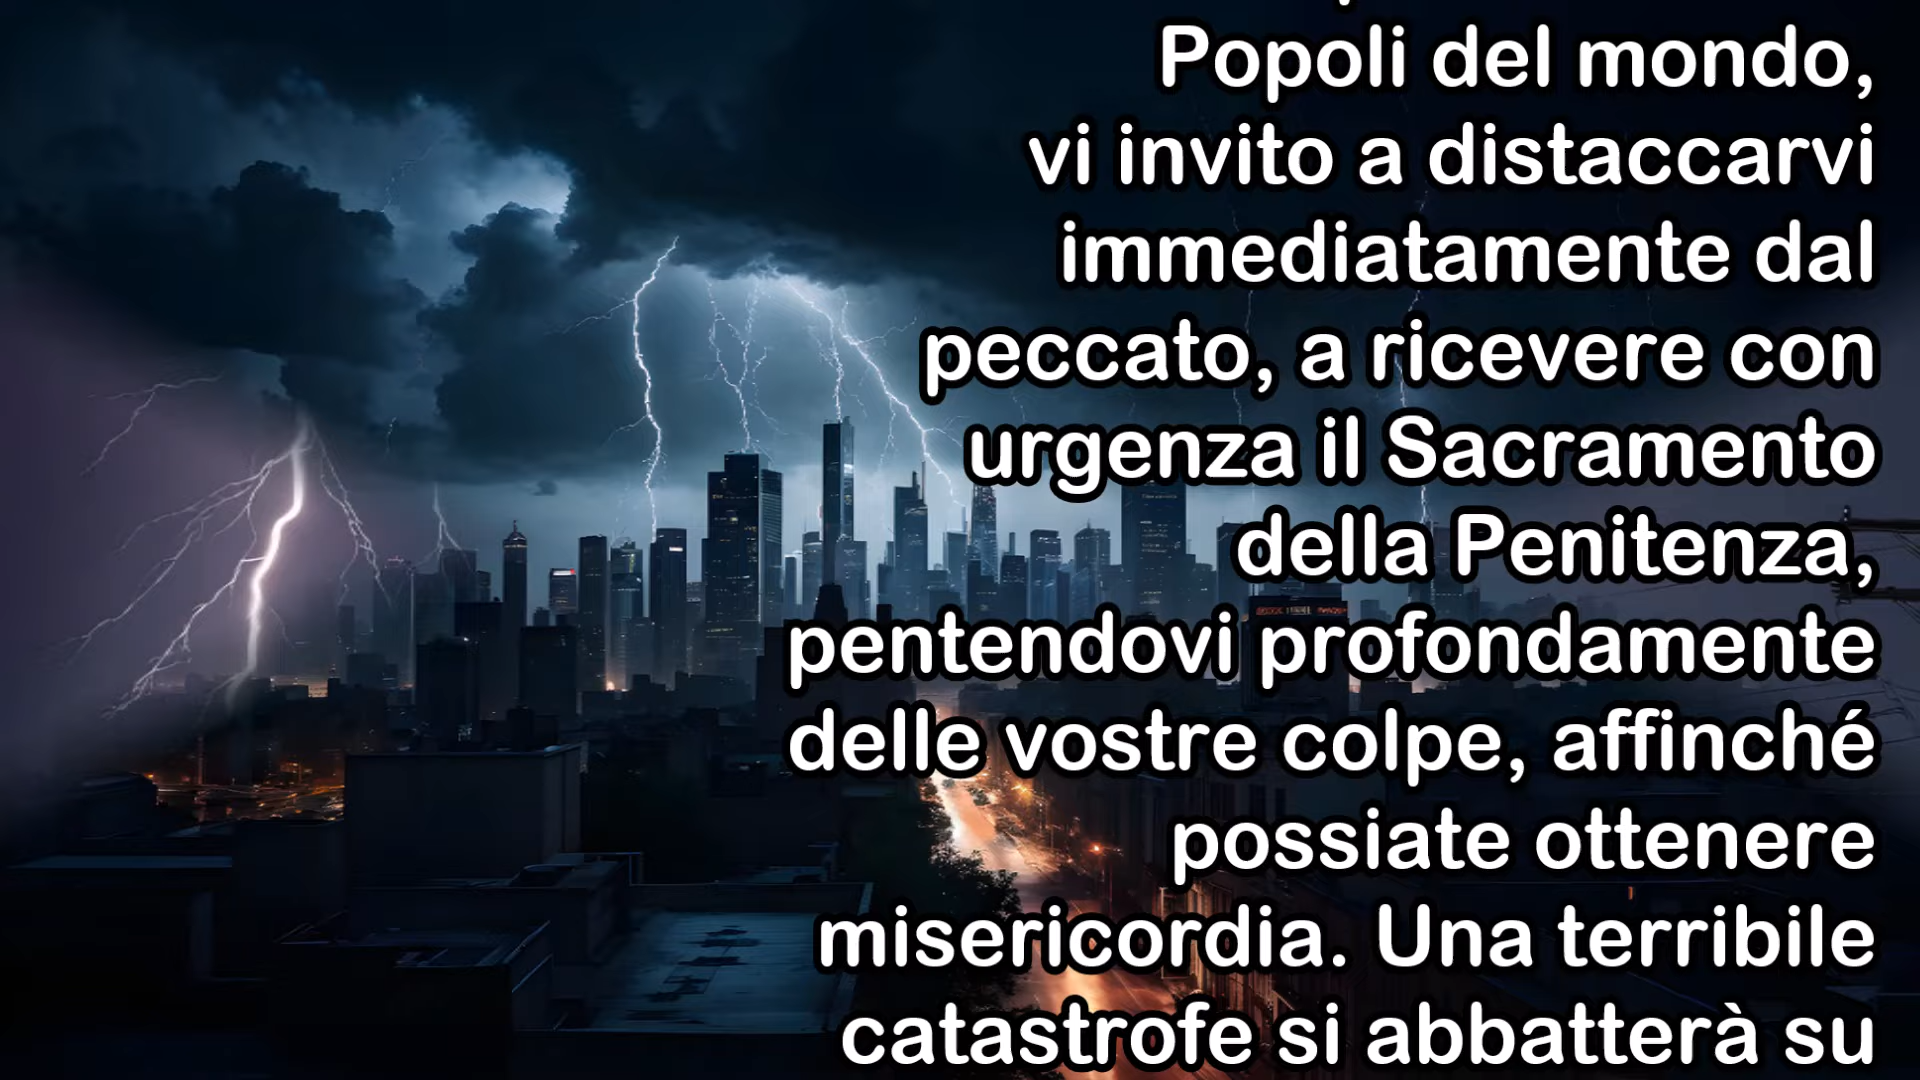 Popoli del mondo,
vi invito a distaccarvi
immediatamente dal
peccato, a ricevere con
urgenza il Sacramento
della Penitenza,
pentendovi profondamente
delle vostre colpe, affinché
possiate ottenere
misericordia. Una terribile
catastrofe si abbatterà su